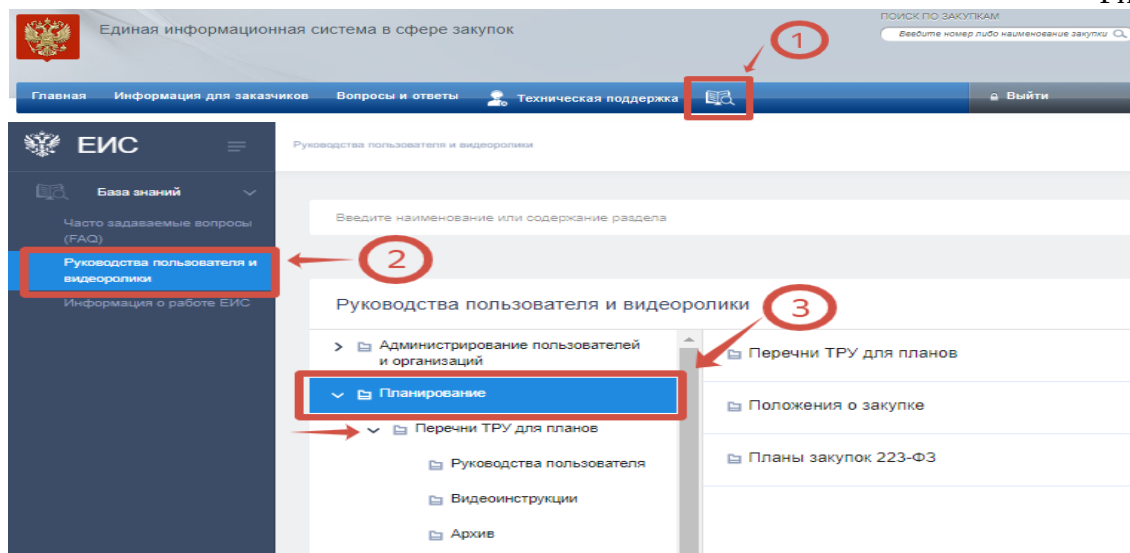 Единая информационная система в сфере закупок
ПОИСК ПО ЗАКУПКАМ
Введите номер либо наименование закупки
1
Главная Информация для заказчиков Вопросы и ответы Техническая поддержка Выйти
ЕИС
Руководства пользователя и видеоролики
База знаний
Часто задаваемые вопросы
(FAQ)
Введите наименование или содержание раздела
Руководства пользователя и
видеоролики
2
Информация о работе ЕИС
Руководства пользователя и видеоролики
3
Администрирование пользователей
и организаций
Перечни ТРУ для планов
Планирование
Положения о закупке
Перечни ТРУ для планов
Руководства пользователя
Планы закупок 223-ФЗ
Видеоинструкции
Архив